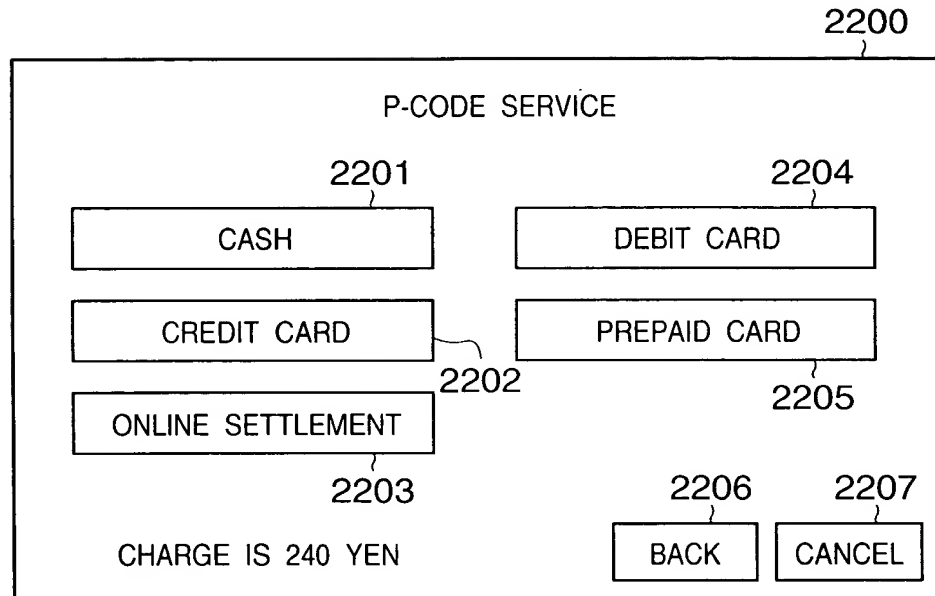 2200
P-CODE SERVICE
2201 2204
CASH DEBIT CARD
CREDIT CARD PREPAID CARD
2202 2205
ONLINE SETTLEMENT
2203 2206 2207
CHARGE IS 240 YEN BACK CANCEL